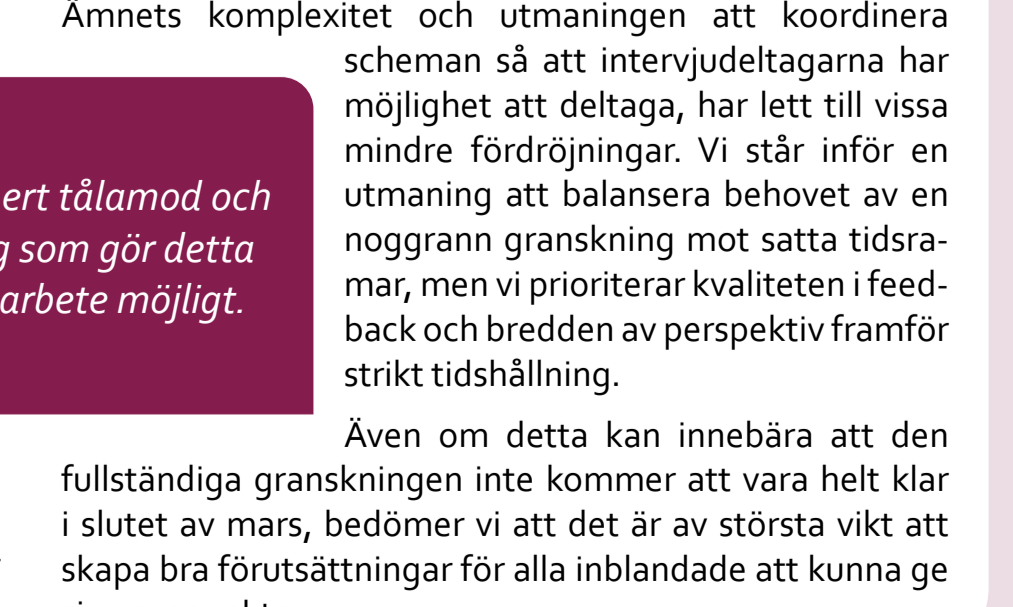 Ämnets komplexitet och utmaningen att koordinera
scheman så att intervjudeltagarna har
möjlighet att deltaga, har lett till vissa
mindre fördröjningar. Vi står inför en
utmaning att balansera behovet av en
noggrann granskning mot satta tidsra-
mar, men vi prioriterar kvaliteten i feed-
back och bredden av perspektiv framför
strikt tidshållning.
ert tålamod och
som gör detta
arbete möjligt.
Även om detta kan innebära att den
fullständiga granskningen inte kommer att vara helt klar
i slutet av mars, bedömer vi att det är av största vikt att
skapa bra förutsättningar för alla inblandade att kunna ge